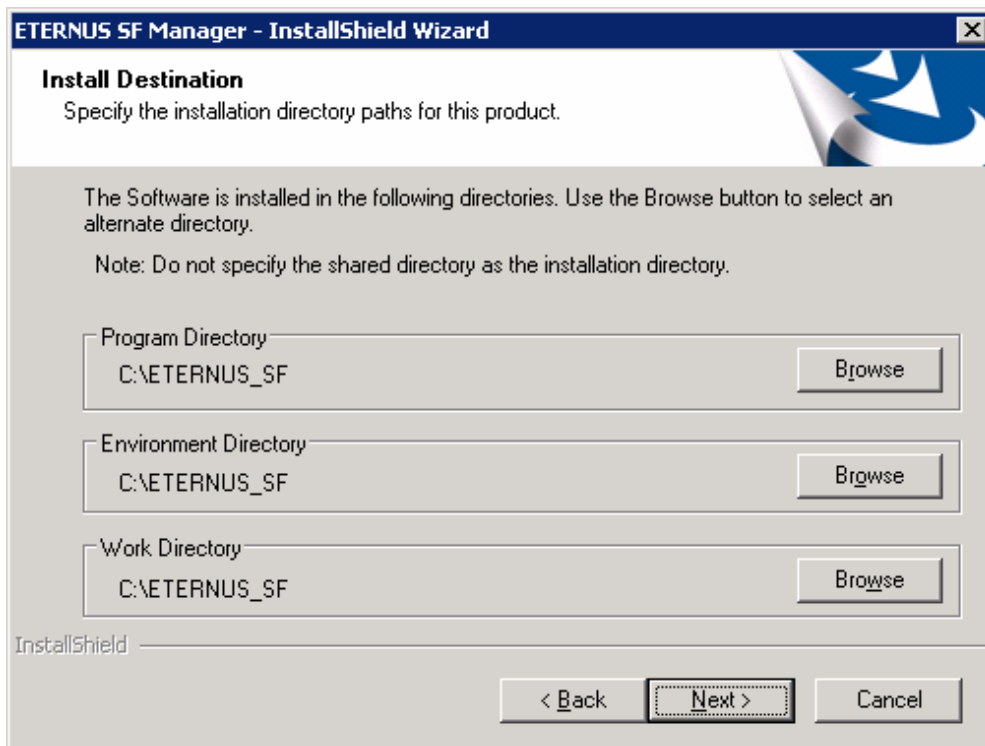 ETERNUS SF Manager - InstallShield Wizard
Install Destination
Specify the installation directory paths for this product.
The Software is installed in the following directories. Use the Browse button to select an
alternate directory.
Note: Do not specify the shared directory as the installation directory.
Program Directory
C:\ETERNUS_SF
Browse
Environment Directory
C:\ETERNUS_SF
Browse
Work Directory
C:\ETERNUS_SF
Browse
InstallShield
< Back
Next >
Cancel